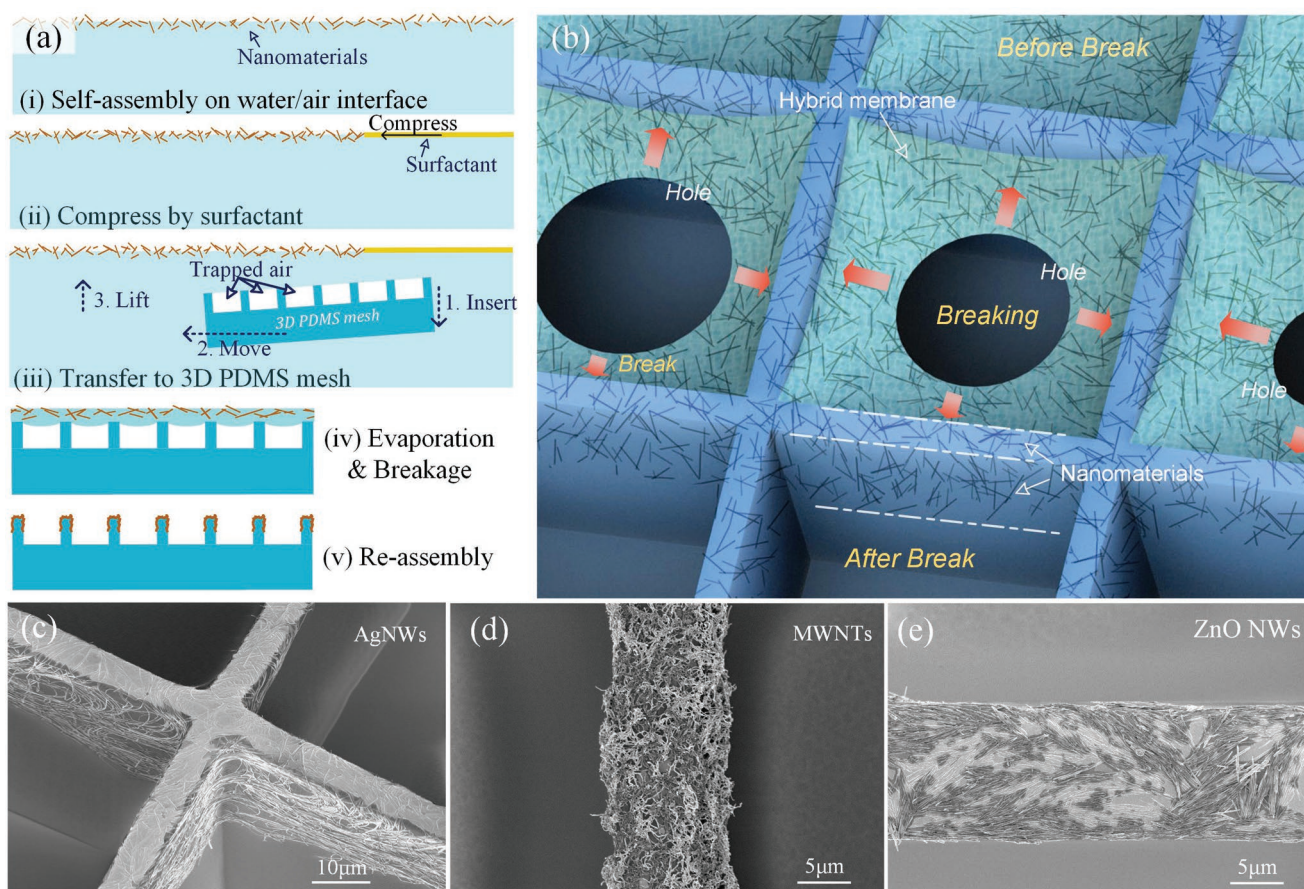 (a)
Nanomaterials
(i) Self-assembly on water/air interface
Compress
Surfactant
(ii) Compress by surfactant
Trapped air
3. Lift
1. Insert
3D PDMS mesh
2. Move
(iii) Transfer to 3D PDMS mesh
(iv) Evaporation
& Breakage
(v) Re-assembly
(b)
Before Break
Hybrid membrane
Hole
Hole
Breaking
Break
Hole
Nanomaterials
After Break
(c)
AgNWs
10μm
(d)
MWNTs
5μm
(e)
ZnO NWs
5μm